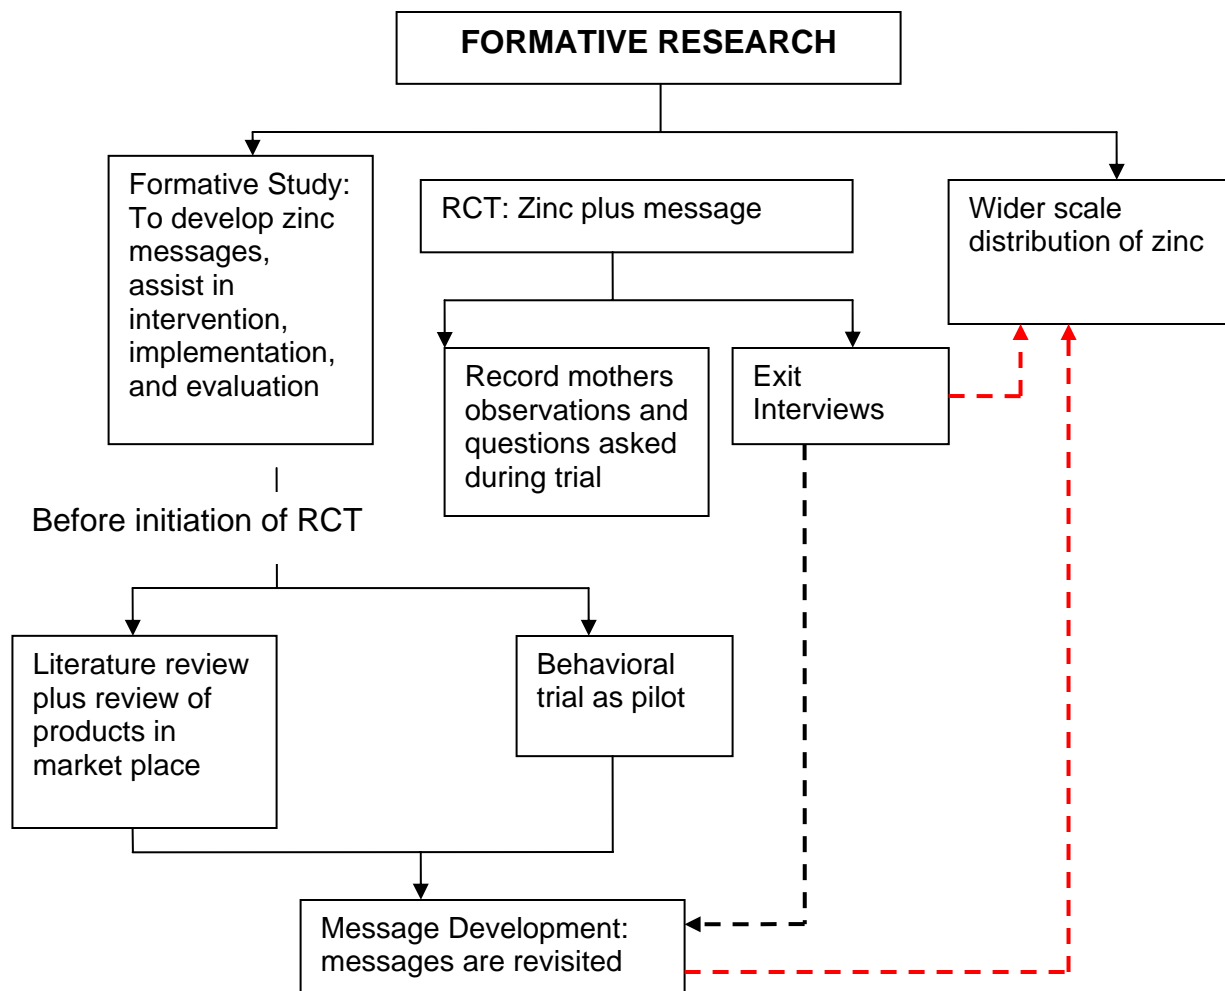 FORMATIVE RESEARCH
Formative Study:
To develop zinc
messages,
assist in
intervention,
implementation,
and evaluation
RCT: Zinc plus message
Wider scale
distribution of zinc
Record mothers
observations and
questions asked
during trial
Exit
Interviews
Before initiation of RCT
Literature review
plus review of
products in
market place
Behavioral
trial as pilot
Message Development:
messages are revisited